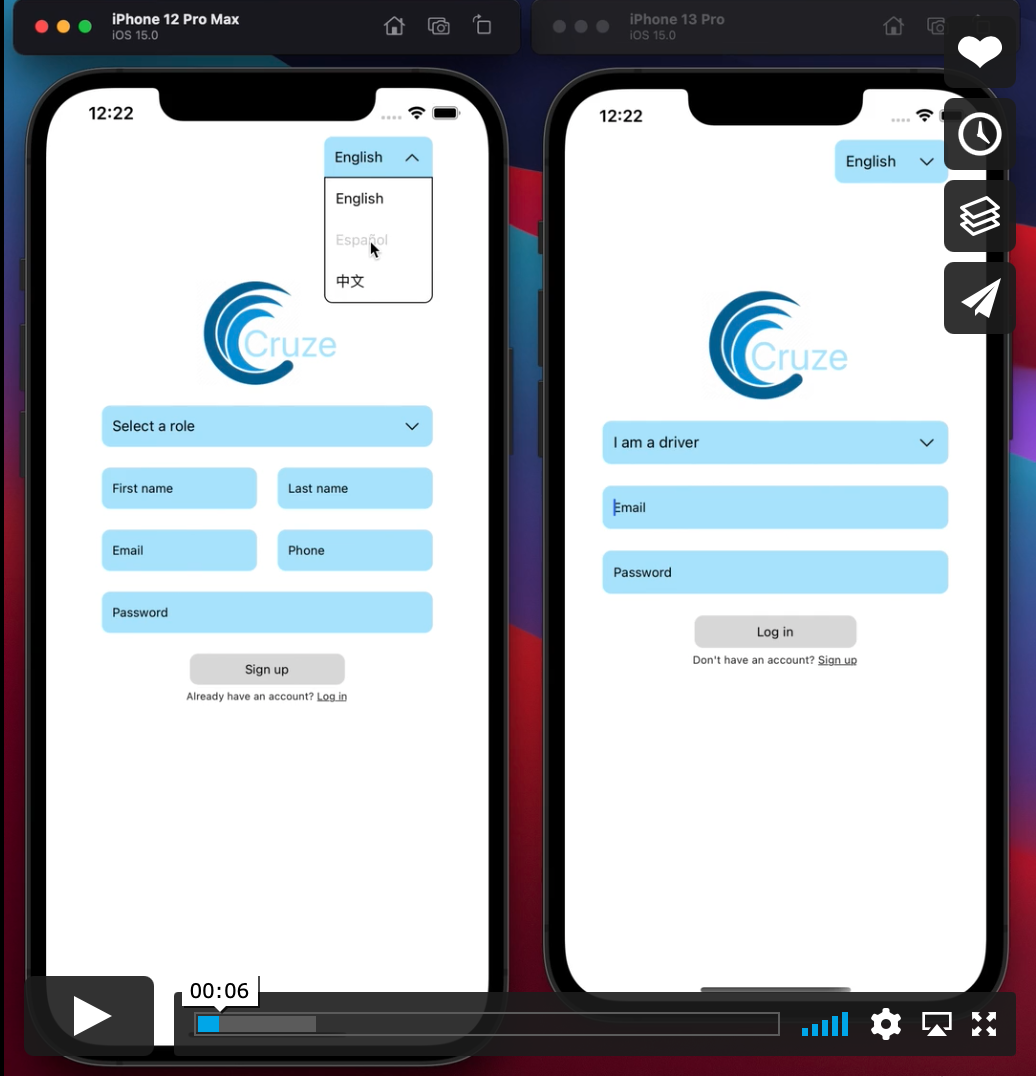 iPhone 12 Pro Max
iOS 15.0
iPhone 13 Pro
iOS 15.0
12:22
English
English
Español
中文
Cruze
Select a role
First name
Last name
Email
Phone
Password
Sign up
Already have an account? Log in
12:22
English
Cruze
I am a driver
Email
Password
Log in
Don't have an account? Sign up
00:06